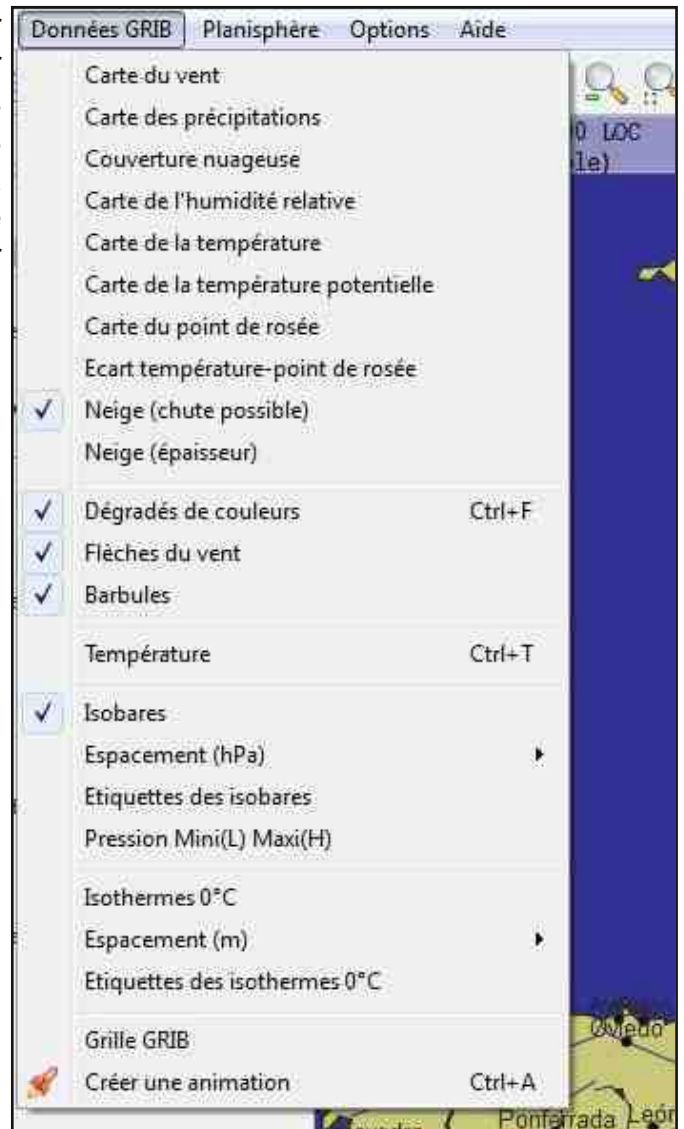 Données GRIB Planisphère Options Aide
Carte du vent
Carte des précipitations
0 LOC
Couverture nuageuse
le)
Carte de l'humidité relative
Carte de la température
Carte de la température potentielle
Carte du point de rosée
Ecart température-point de rosée
Neige (chute possible)
Neige (épaisseur)
Dégradés de couleurs Ctrl+F
Flèches du vent
Barbules
Température Ctrl+T
Isobares
Espacement (hPa)
Etiquettes des isobares
Pression Mini(L) Maxi(H)
Isothermes 0°C
Espacement (m)
Etiquettes des isothermes 0°C
Oviedo
Grille GRIB
Créer une animation Ctrl+A
Ponferrada León